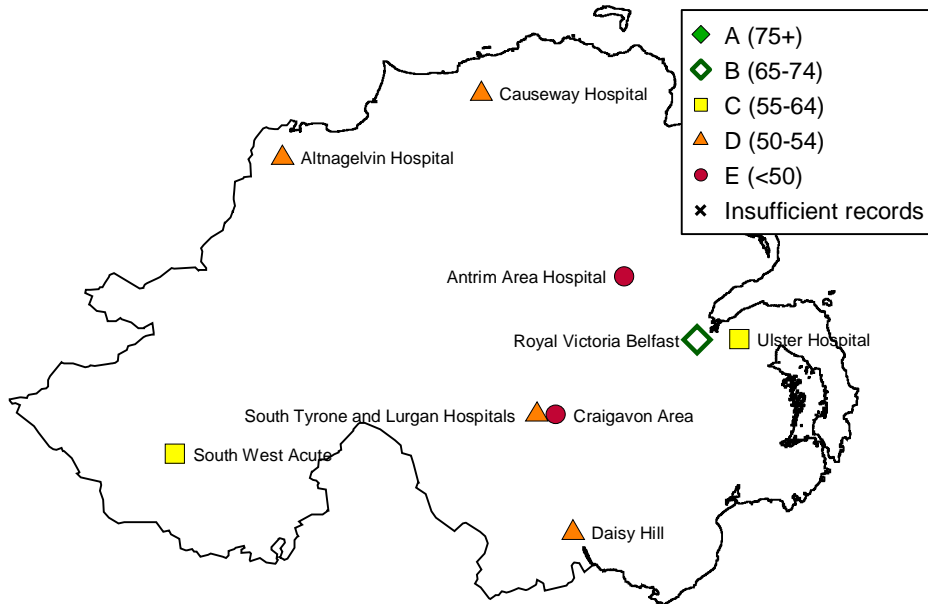 A (75+)
B (65-74)
C (55-64)
D (50-54)
E (<50)
Insufficient records
Causeway Hospital
Altnagelvin Hospital
Antrim Area Hospital
Royal Victoria Belfast
Ulster Hospital
South Tyrone and Lurgan Hospitals
Craigavon Area
South West Acute
Daisy Hill